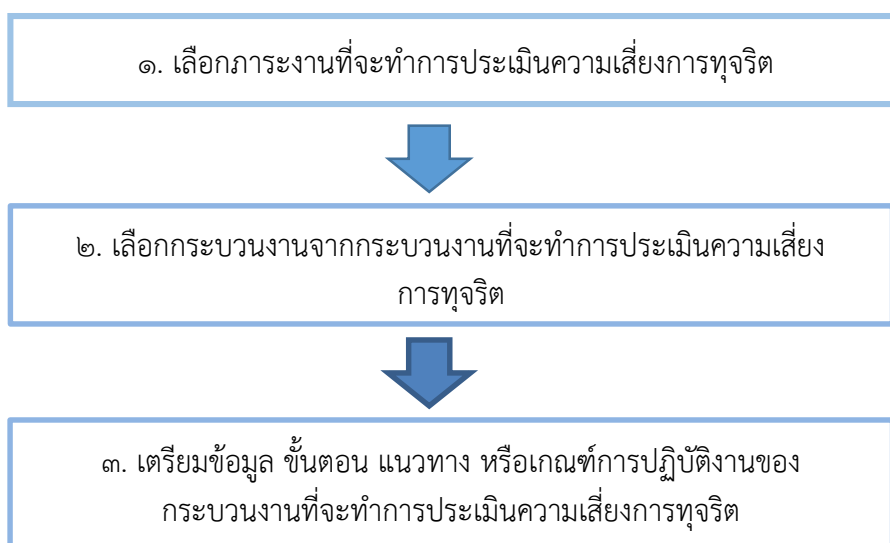 ๑. เลือกภาระงานที่จะทำการประเมินความเสี่ยงการทุจริต
๒. เลือกกระบวนงานจากกระบวนงานที่จะทำการประเมินความเสี่ยง
การทุจริต
๓. เตรียมข้อมูล ขั้นตอน แนวทาง หรือเกณฑ์การปฏิบัติงานของ
กระบวนงานที่จะทำการประเมินความเสี่ยงการทุจริต